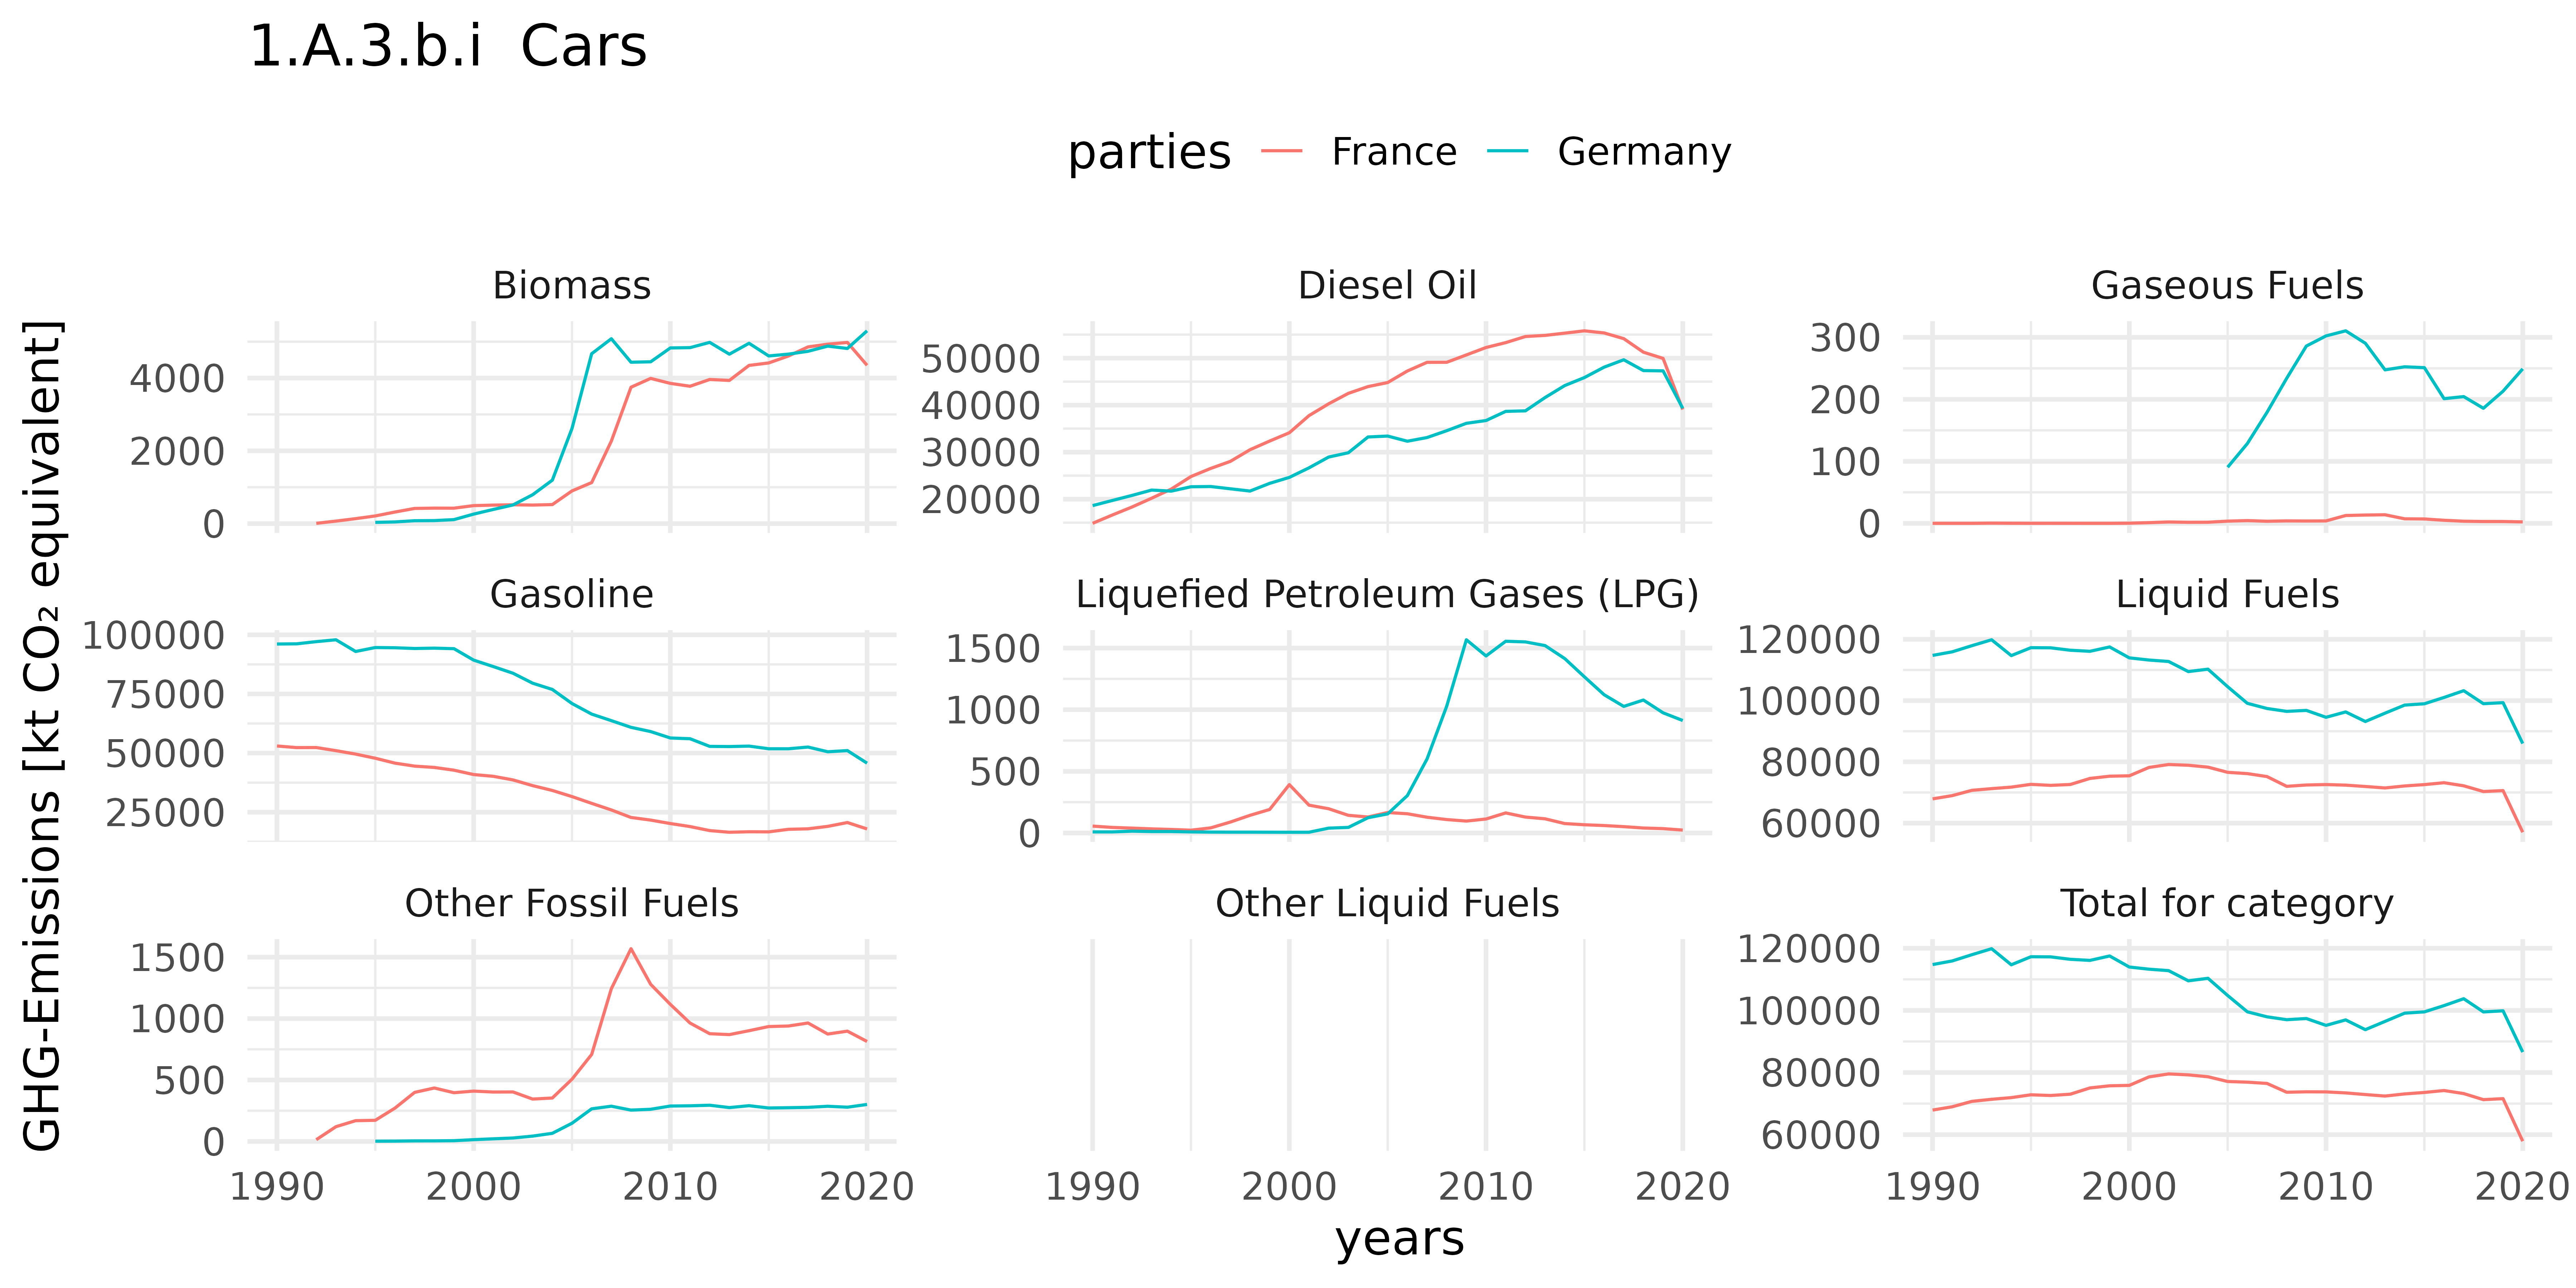 1.A.3.b.i  Cars
parties France Germany
GHG-Emissions [kt CO₂ equivalent]
Biomass
4000
2000
0
Diesel Oil
50000
40000
30000
20000
Gaseous Fuels
300
200
100
0
Gasoline
100000
75000
50000
25000
Liquefied Petroleum Gases (LPG)
1500
1000
500
0
Liquid Fuels
120000
100000
80000
60000
Other Fossil Fuels
1500
1000
500
0
1990 2000 2010 2020
Other Liquid Fuels
1990 2000 2010 2020
Total for category
120000
100000
80000
60000
1990 2000 2010 2020
years